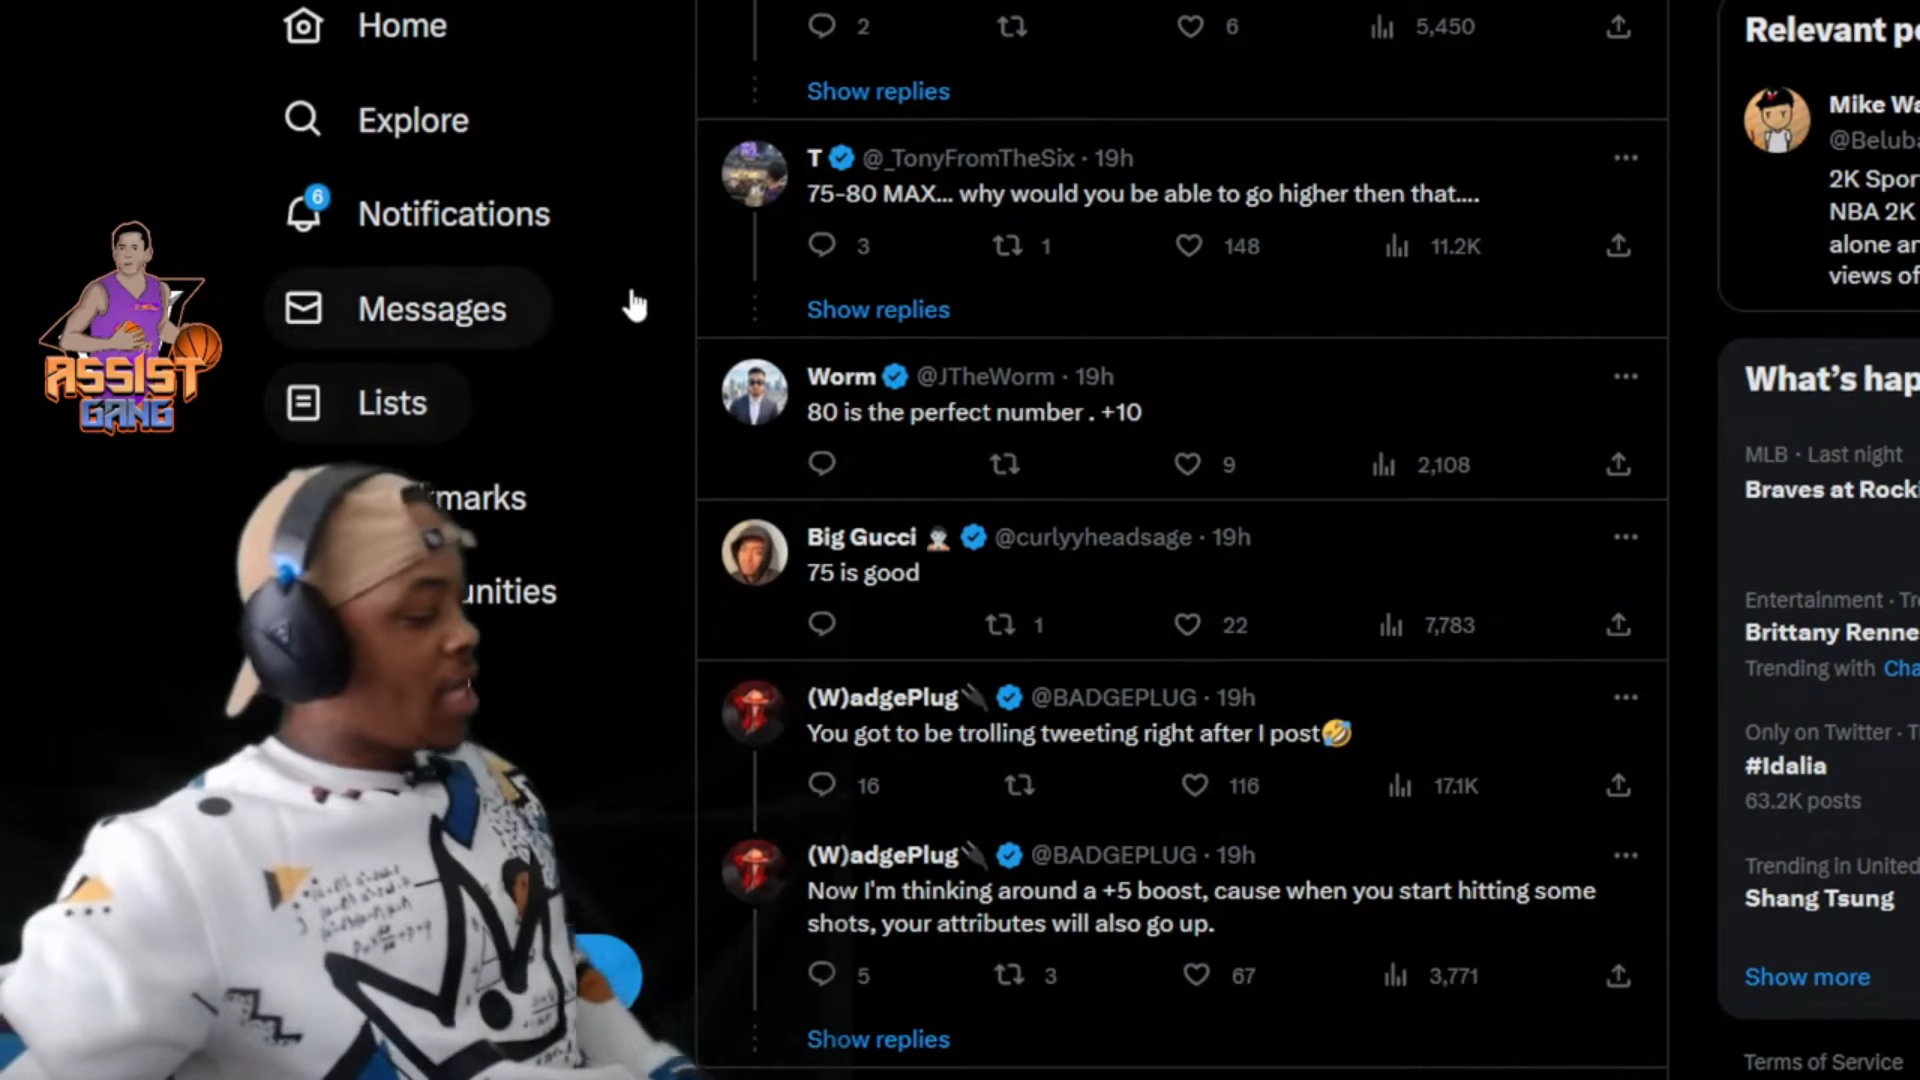 Home
Explore
6
Notifications
Messages
Lists
marks
unities
ASSIST
GANG
2 6 5,450
Show replies
T @_TonyFromTheSix · 19h
75-80 MAX... why would you be able to go higher then that....
3 1 148 11.2K
Show replies
Worm @JTheWorm · 19h
80 is the perfect number . +10
9 2,108
Big Gucci @curlyyheadsage · 19h
75 is good
1 22 7,783
(W)adgePlug @BADGEPLUG · 19h
You got to be trolling tweeting right after I post🤣
16 116 17.1K
(W)adgePlug @BADGEPLUG · 19h
Now I'm thinking around a +5 boost, cause when you start hitting some
shots, your attributes will also go up.
5 3 67 3,771
Show replies
Relevant pe
Mike Wa
@Beluba
2K Spor
NBA 2K
alone an
views of
What's hap
MLB · Last night
Braves at Rocki
Entertainment · Tre
Brittany Renne
Trending with Cha
Only on Twitter · T
#Idalia
63.2K posts
Trending in United
Shang Tsung
Show more
Terms of Service